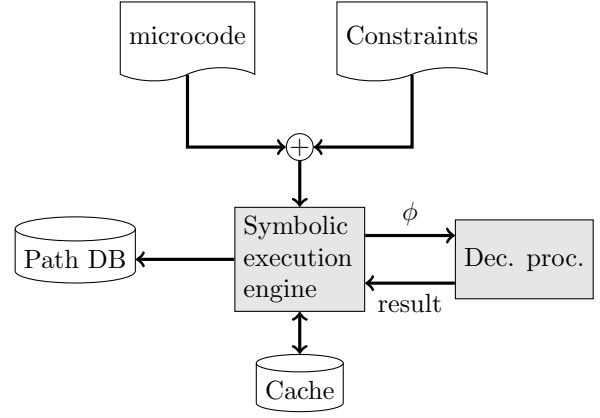 microcode
Constraints
+
Symbolic
execution
engine
ϕ
Dec. proc.
result
Path DB
Cache